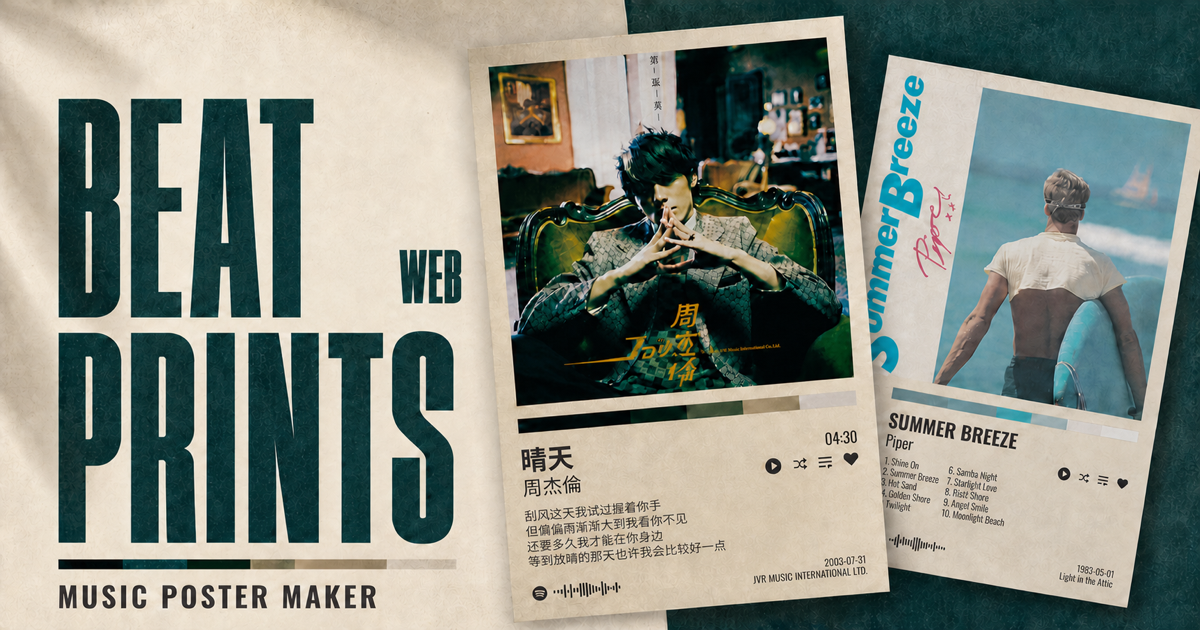 BEAT
WEB
PRINTS
MUSIC POSTER MAKER
第一張一莫一
周杰倫
晴天
04:30
周杰倫
刮风这天我试过握着你手
但偏偏雨渐渐大到我看你不见
还要多久我才能在你身边
等到放晴的那天也许我会比较好一点
2003-07-31
JVR MUSIC INTERNATIONAL LTD.
Summer Breeze
Piper
xx
SUMMER BREEZE
Piper
1. Shine On
2. Summer Breeze
3. Hot Sand
4. Golden Shore
Twilight
6. Samba Night
7. Starlight Love
8. Ristt Shore
9. Angel Smile
10. Moonlight Beach
1983-05-01
Light in the Attic